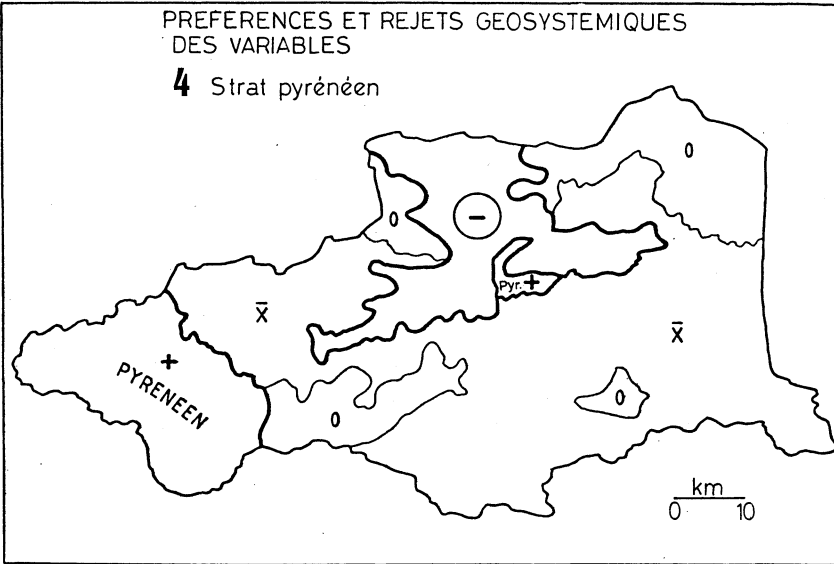 PREFERENCES ET REJETS GEOSYSTEMIQUES
DES VARIABLES
4 Strat pyrénéen
0
0
−
Pyr. +
x̄
x̄
+
PYRENEEN
0
0
km
0 10